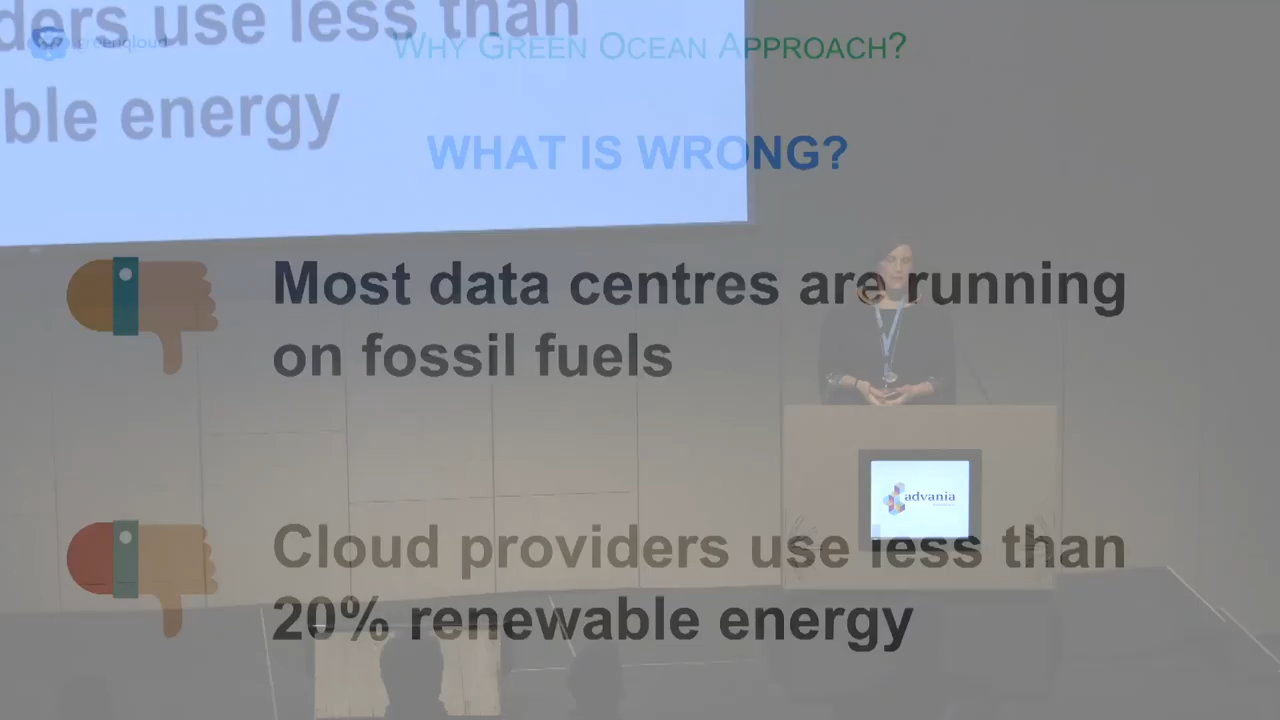 ders use less than
greenqloud
WHY GREEN OCEAN APPROACH?
ble energy
WHAT IS WRONG?
Most data centres are running
on fossil fuels
advania
Cloud providers use less than
20% renewable energy